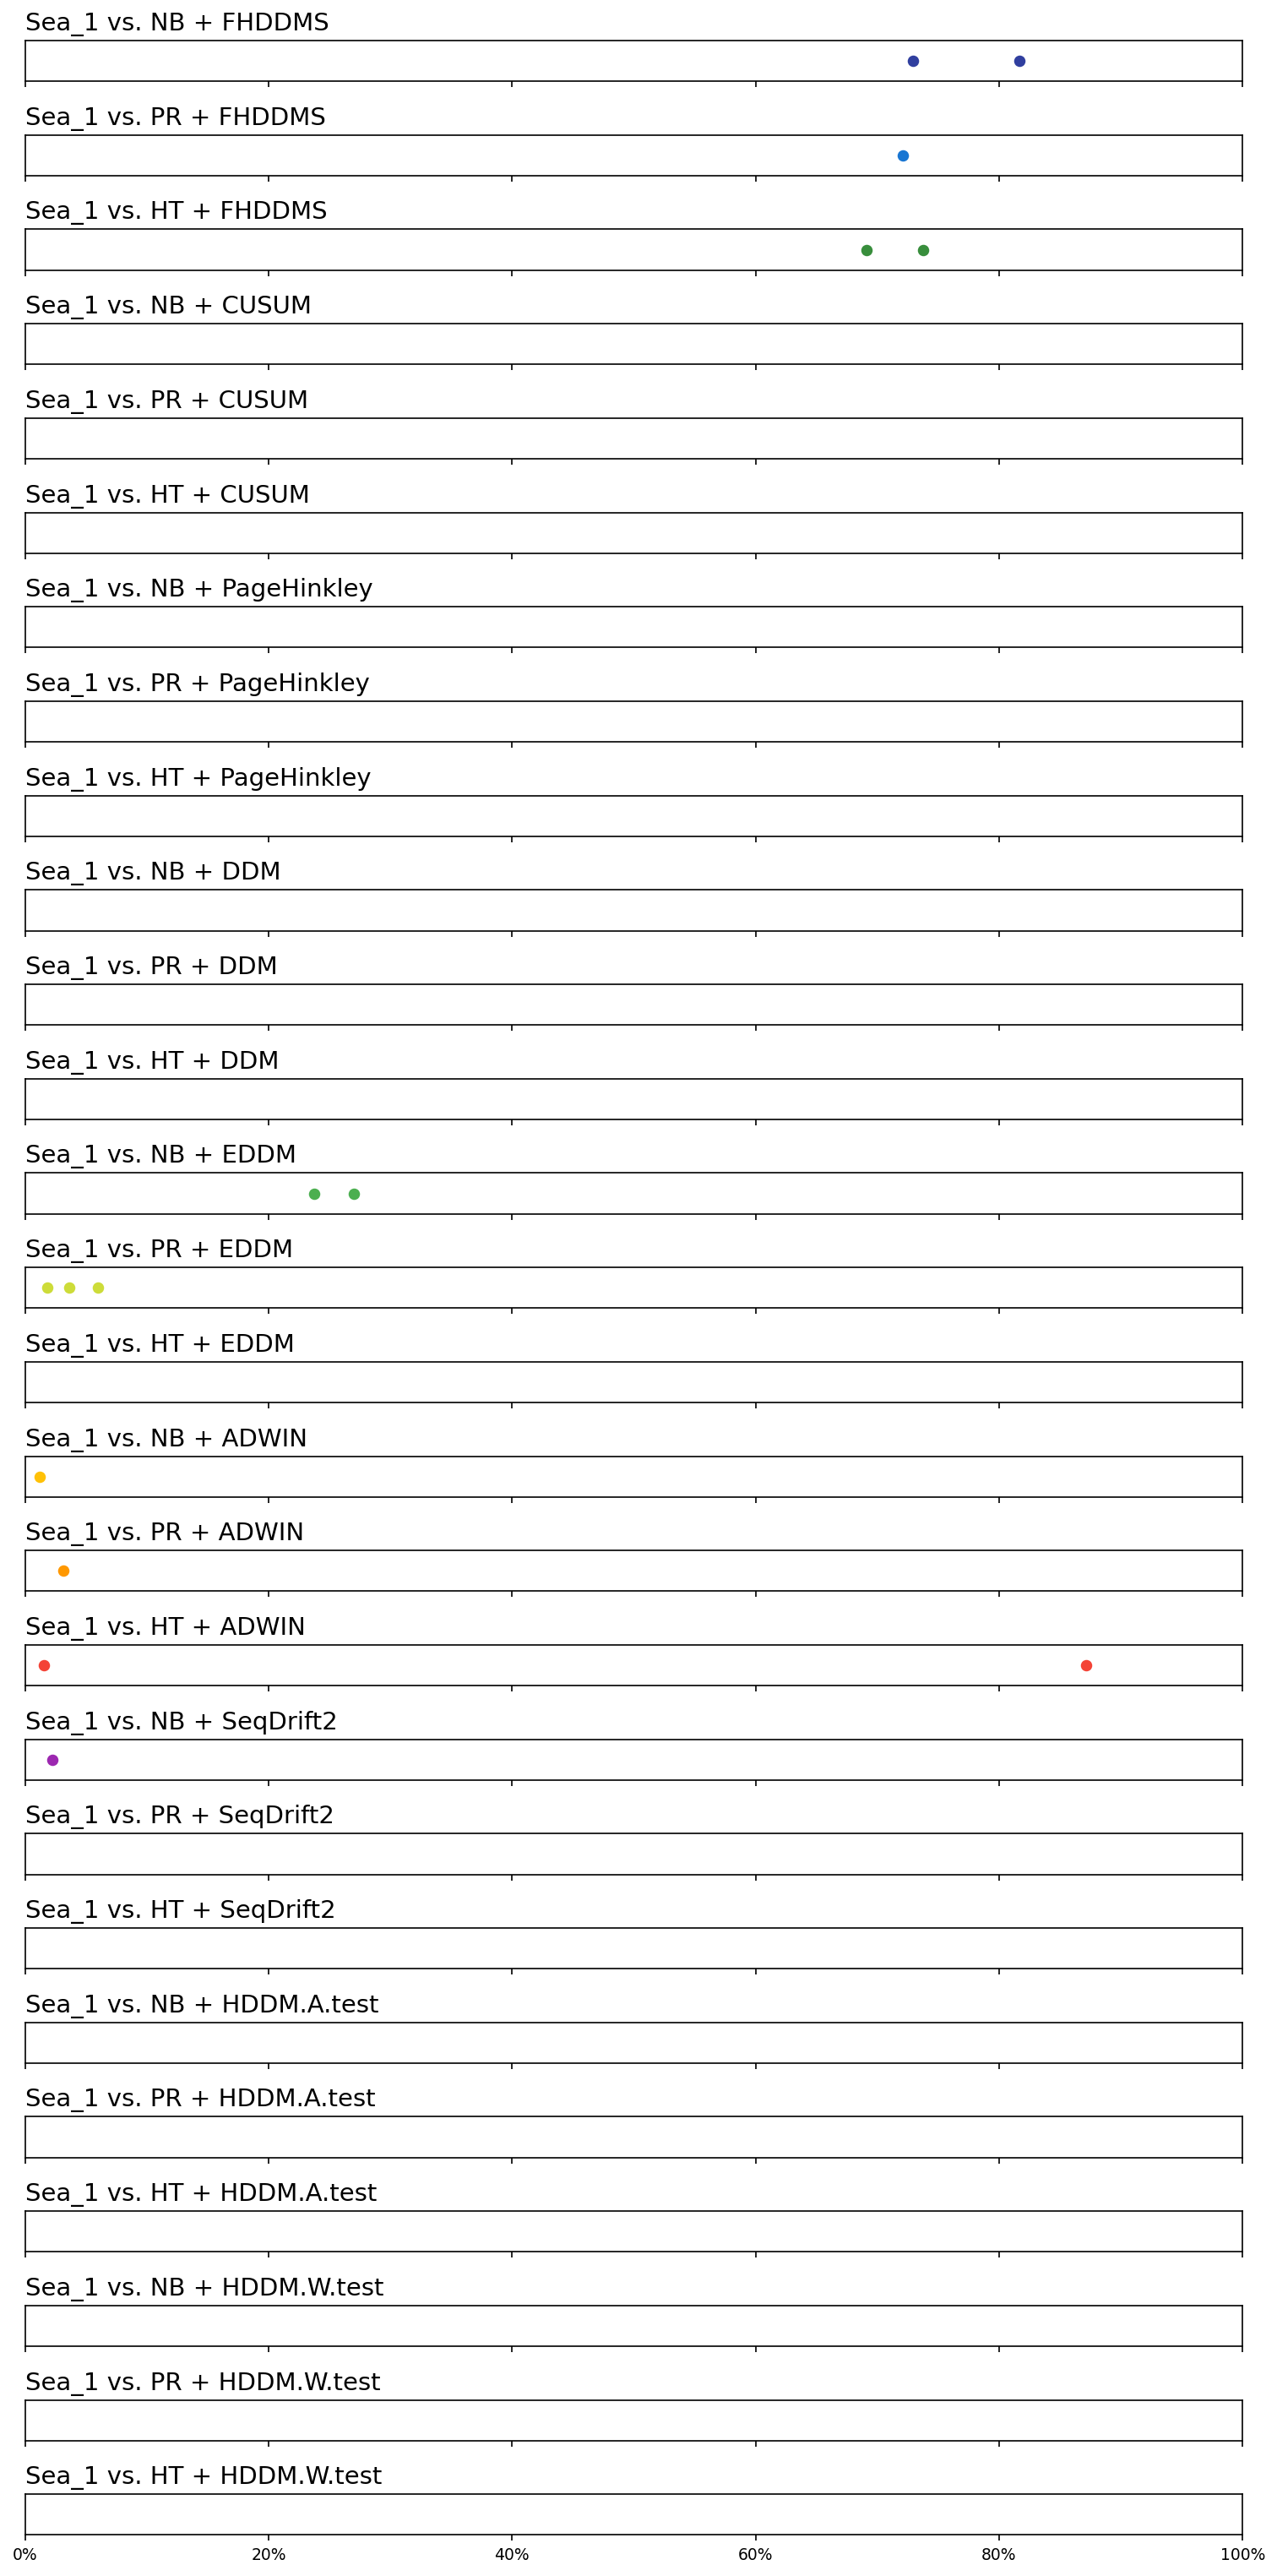 Sea_1 vs. NB + FHDDMS
Sea_1 vs. PR + FHDDMS
Sea_1 vs. HT + FHDDMS
Sea_1 vs. NB + CUSUM
Sea_1 vs. PR + CUSUM
Sea_1 vs. HT + CUSUM
Sea_1 vs. NB + PageHinkley
Sea_1 vs. PR + PageHinkley
Sea_1 vs. HT + PageHinkley
Sea_1 vs. NB + DDM
Sea_1 vs. PR + DDM
Sea_1 vs. HT + DDM
Sea_1 vs. NB + EDDM
Sea_1 vs. PR + EDDM
Sea_1 vs. HT + EDDM
Sea_1 vs. NB + ADWIN
Sea_1 vs. PR + ADWIN
Sea_1 vs. HT + ADWIN
Sea_1 vs. NB + SeqDrift2
Sea_1 vs. PR + SeqDrift2
Sea_1 vs. HT + SeqDrift2
Sea_1 vs. NB + HDDM.A.test
Sea_1 vs. PR + HDDM.A.test
Sea_1 vs. HT + HDDM.A.test
Sea_1 vs. NB + HDDM.W.test
Sea_1 vs. PR + HDDM.W.test
Sea_1 vs. HT + HDDM.W.test
0% 20% 40% 60% 80% 100%